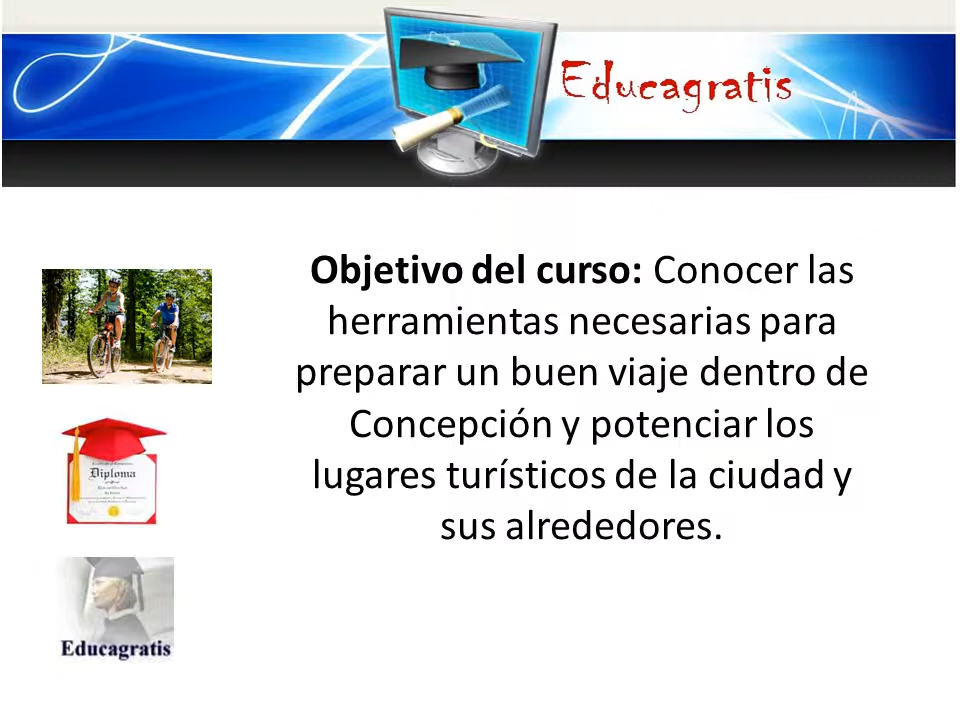 Educagratis
Objetivo del curso: Conocer las
herramientas necesarias para
preparar un buen viaje dentro de
Concepción y potenciar los
lugares turísticos de la ciudad y
sus alrededores.
Diploma
Educagratis